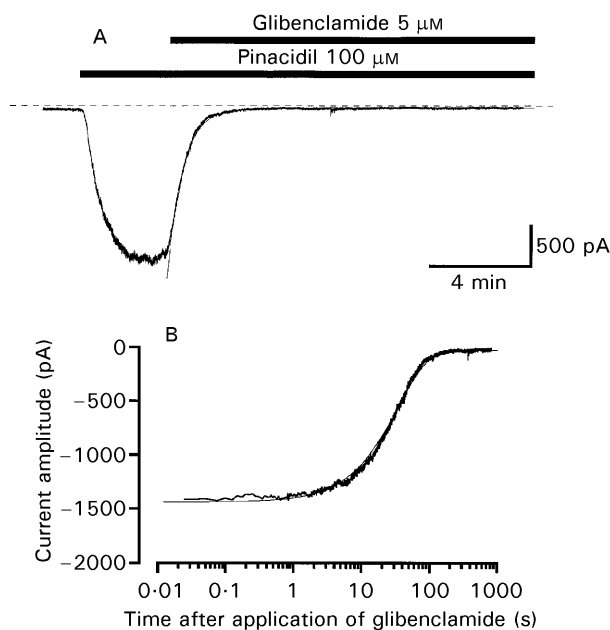 A
Glibenclamide 5 μM
Pinacidil 100 μM
500 pA
4 min
B
Current amplitude (pA)
0
−500
−1000
−1500
−2000
0·01 0·1 1 10 100 1000
Time after application of glibenclamide (s)